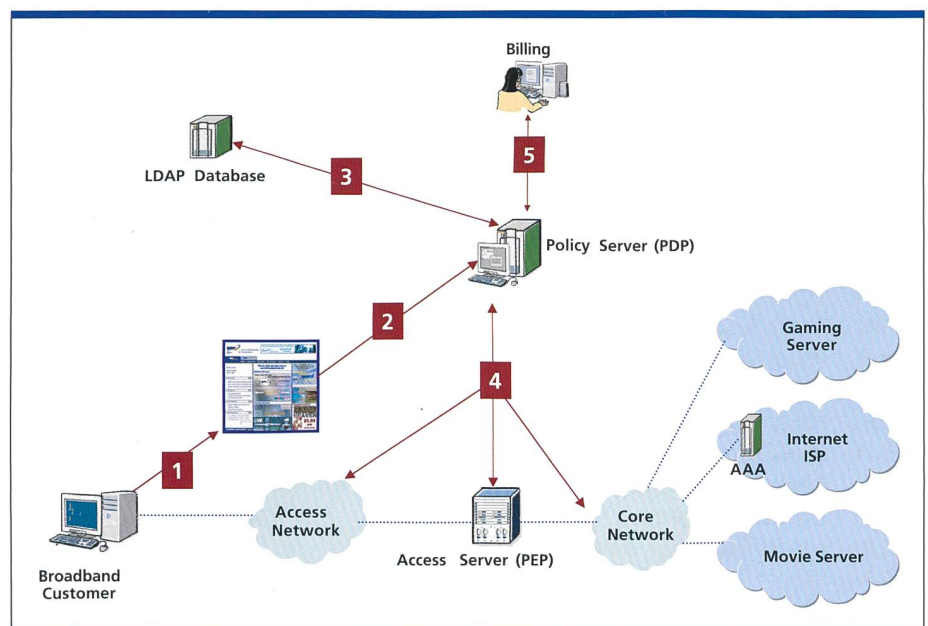 Billing
5
LDAP Database
3
Policy Server (PDP)
2
Gaming
Server
4
1
Internet
ISP
AAA
Access
Network
Core
Network
Access Server (PEP)
Movie Server
Broadband
Customer